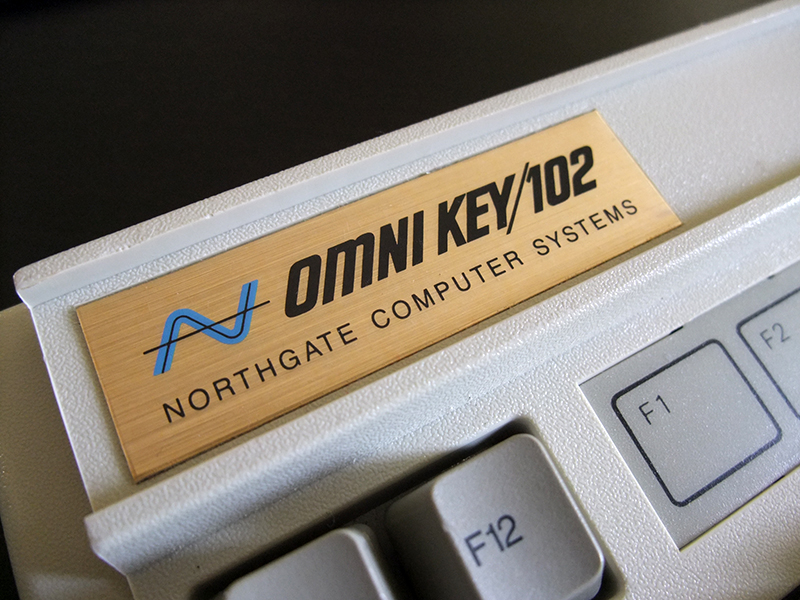 OMNI KEY/102
NORTHGATE COMPUTER SYSTEMS
F1
F2
F12